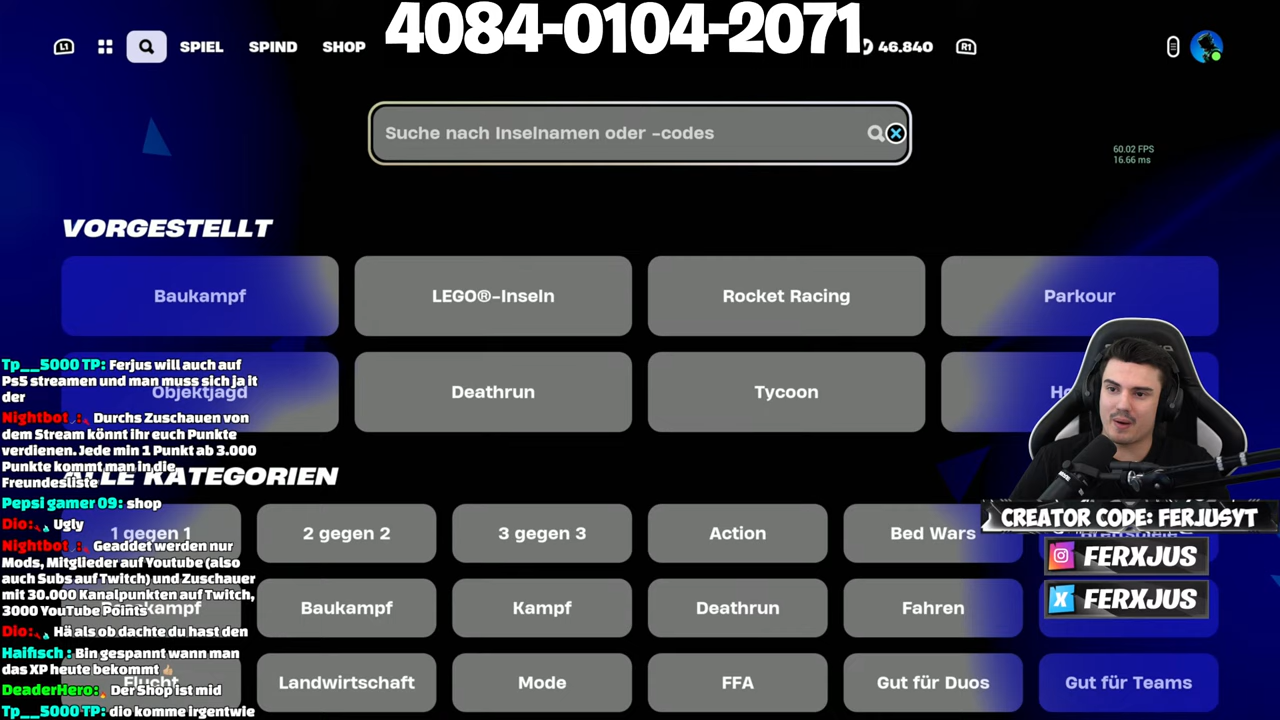 4084-0104-2071
L1
SPIEL
SPIND
SHOP
46.840
R1
Suche nach Inselnamen oder -codes
60.02 FPS
16.66 ms
VORGESTELLT
Baukampf
LEGO®-Inseln
Rocket Racing
Parkour
Objektjagd
Deathrun
Tycoon
ALLE KATEGORIEN
1 gegen 1
2 gegen 2
3 gegen 3
Action
Bed Wars
Baukampf
Kampf
Deathrun
Fahren
Flucht
Landwirtschaft
Mode
FFA
Gut für Duos
Gut für Teams
Tp__5000 TP: Ferjus will auch auf
Ps5 streamen und man muss sich ja it
der
Nightbot: Durchs Zuschauen von
dem Stream könnt ihr euch Punkte
verdienen. Jede min 1 Punkt ab 3.000
Punkte kommt man in die
Freundesliste
Pepsi gamer 09: shop
Dio: Ugly
Nightbot: Geaddet werden nur
Mods, Mitglieder auf Youtube (also
auch Subs auf Twitch) und Zuschauer
mit 30.000 Kanalpunkten auf Twitch,
3000 YouTube Points
Dio: Hä als ob dachte du hast den
Haifisch: Bin gespannt wann man
das XP heute bekommt
DeaderHero: Der Shop ist mid
Tp__5000 TP: dio komme irgentwie
CREATOR CODE: FERJUSYT
FERXJUS
FERXJUS